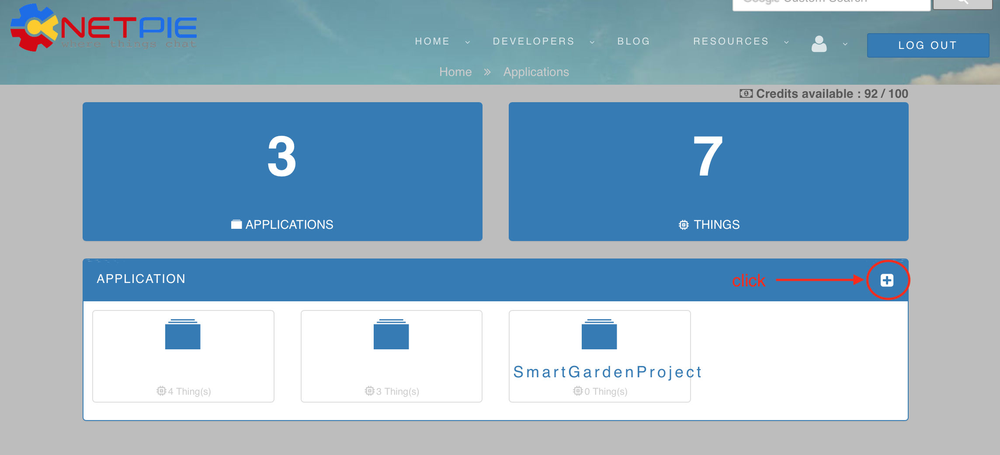 Google Custom Search
NETPIE
where things chat
HOME DEVELOPERS BLOG RESOURCES LOG OUT
Home » Applications
Credits available : 92 / 100
3
APPLICATIONS
7
THINGS
APPLICATION
click
SmartGardenProject
4 Thing(s)
3 Thing(s)
0 Thing(s)